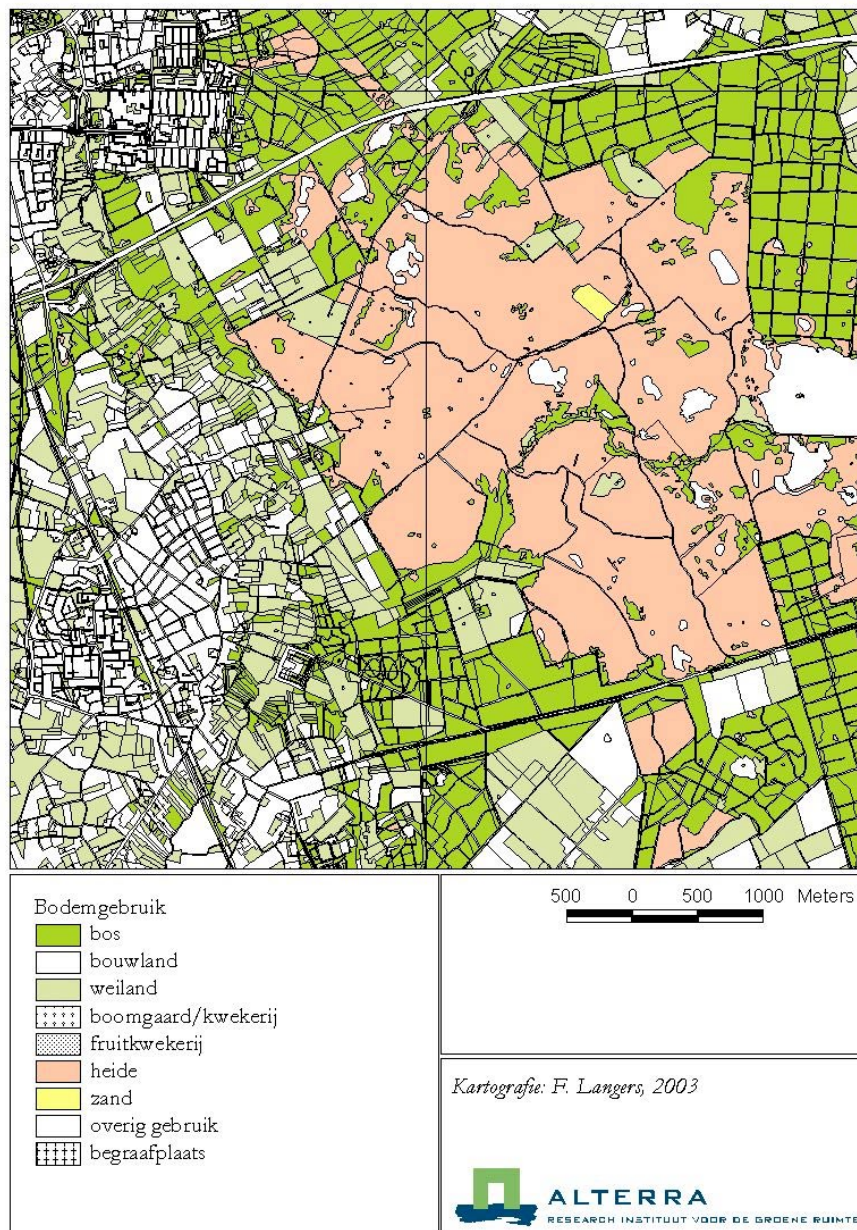 Bodemgebruik
bos
bouwland
weiland
boomgaard/kwekerij
fruitkwekerij
heide
zand
overig gebruik
begraafplaats
500 0 500 1000 Meters
Kartografie: F. Langers, 2003
ALTERRA
RESEARCH INSTITUUT VOOR DE GROENE RUIMTE